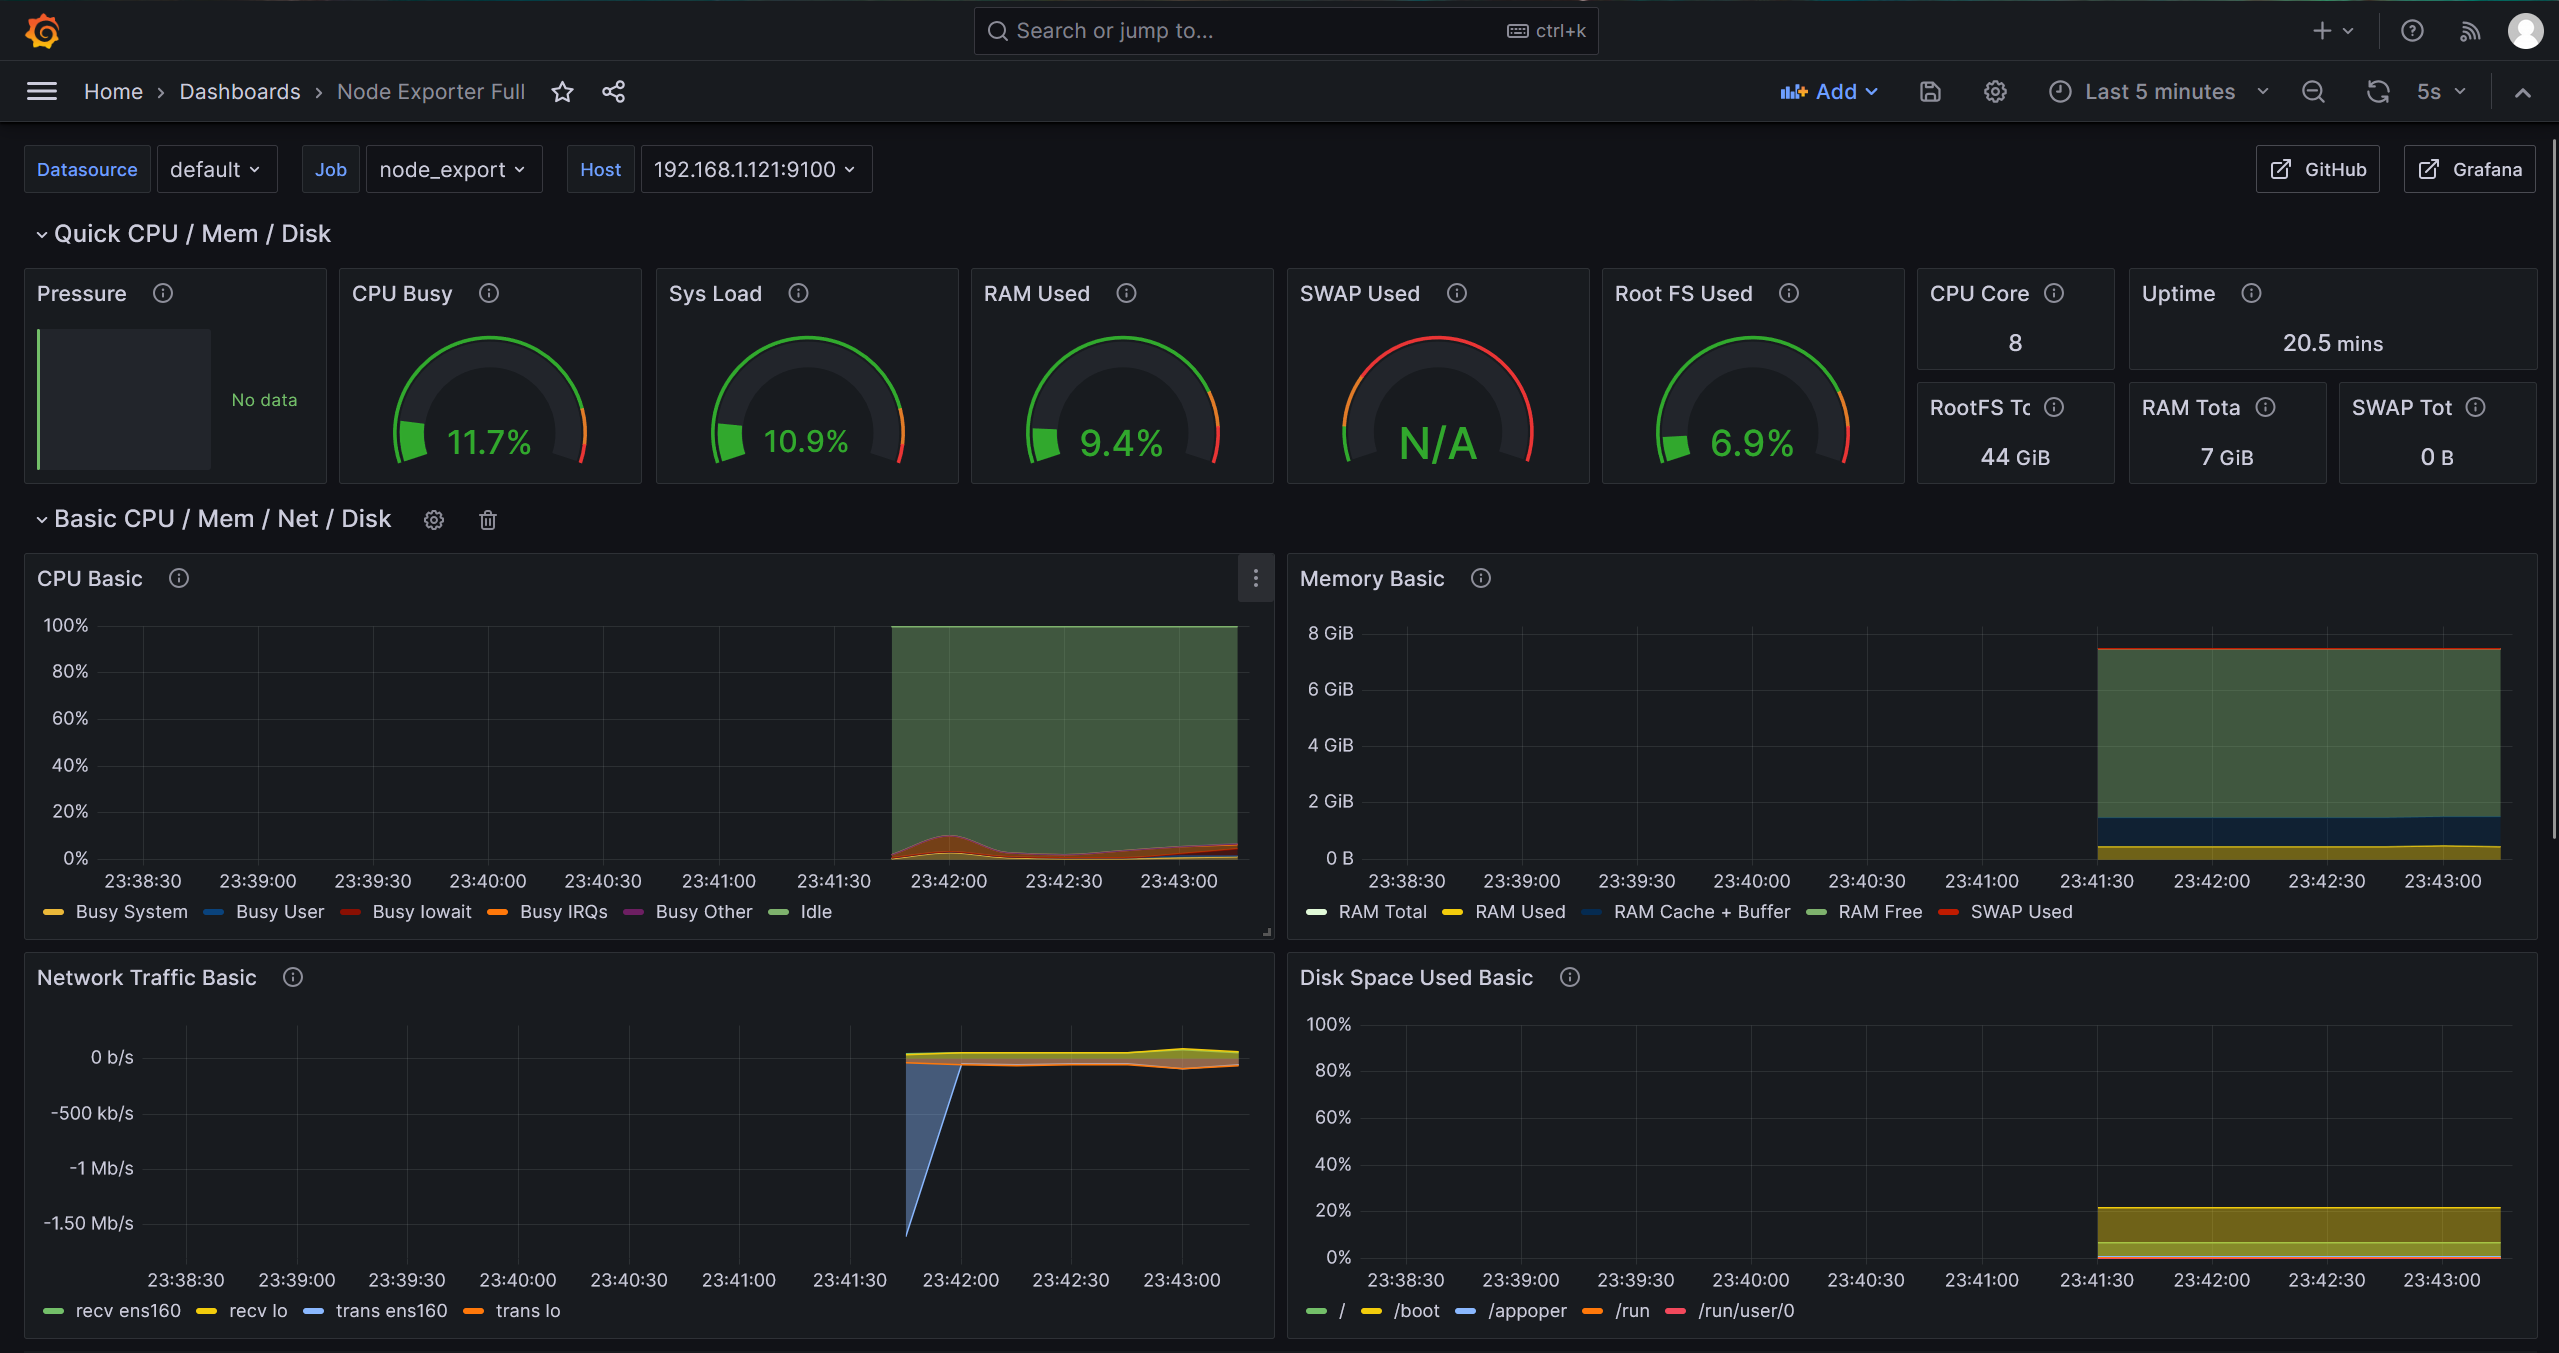 Search or jump to... ctrl+k
Home › Dashboards › Node Exporter Full
Add Last 5 minutes 5s
Datasource default Job node_export Host 192.168.1.121:9100 GitHub Grafana
Quick CPU / Mem / Disk
Pressure
No data
CPU Busy
11.7%
Sys Load
10.9%
RAM Used
9.4%
SWAP Used
N/A
Root FS Used
6.9%
CPU Core
8
Uptime
20.5 mins
RootFS Tc
44 GiB
RAM Tota
7 GiB
SWAP Tot
0 B
Basic CPU / Mem / Net / Disk
CPU Basic
100%
80%
60%
40%
20%
0%
23:38:30 23:39:00 23:39:30 23:40:00 23:40:30 23:41:00 23:41:30 23:42:00 23:42:30 23:43:00
Busy System Busy User Busy Iowait Busy IRQs Busy Other Idle
Memory Basic
8 GiB
6 GiB
4 GiB
2 GiB
0 B
23:38:30 23:39:00 23:39:30 23:40:00 23:40:30 23:41:00 23:41:30 23:42:00 23:42:30 23:43:00
RAM Total RAM Used RAM Cache + Buffer RAM Free SWAP Used
Network Traffic Basic
0 b/s
-500 kb/s
-1 Mb/s
-1.50 Mb/s
23:38:30 23:39:00 23:39:30 23:40:00 23:40:30 23:41:00 23:41:30 23:42:00 23:42:30 23:43:00
recv ens160 recv lo trans ens160 trans lo
Disk Space Used Basic
100%
80%
60%
40%
20%
0%
23:38:30 23:39:00 23:39:30 23:40:00 23:40:30 23:41:00 23:41:30 23:42:00 23:42:30 23:43:00
/ /boot /appoper /run /run/user/0